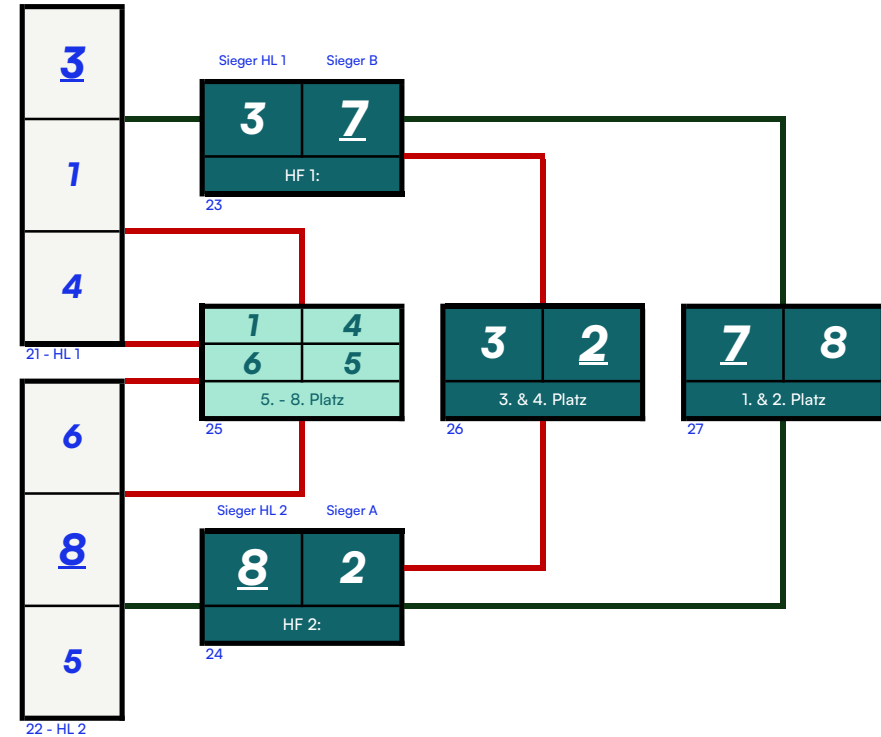 3
1
4
21 - HL 1
6
8
5
22 - HL 2
Sieger HL 1 Sieger B
3 7
HF 1:
23
1 4
6 5
5. - 8. Platz
25
Sieger HL 2 Sieger A
8 2
HF 2:
24
3 2
3. & 4. Platz
26
7 8
1. & 2. Platz
27